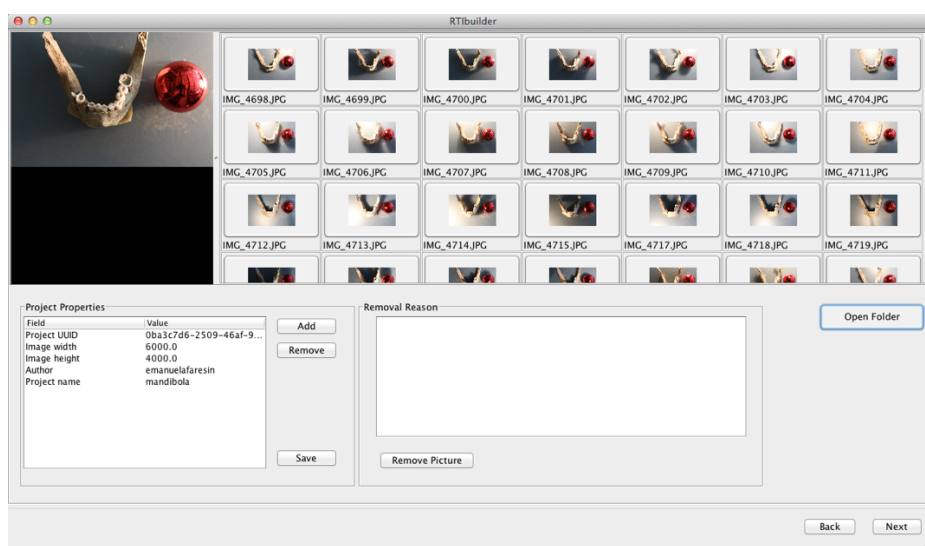 RTIbuilder
IMG_4698.JPG IMG_4699.JPG IMG_4700.JPG IMG_4701.JPG IMG_4702.JPG IMG_4703.JPG IMG_4704.JPG
IMG_4705.JPG IMG_4706.JPG IMG_4707.JPG IMG_4708.JPG IMG_4709.JPG IMG_4710.JPG IMG_4711.JPG
IMG_4712.JPG IMG_4713.JPG IMG_4714.JPG IMG_4715.JPG IMG_4717.JPG IMG_4718.JPG IMG_4719.JPG
Project Properties
Field Value
Project UUID 0ba3c7d6-2509-46af-9...
Image width 6000.0
Image height 4000.0
Author emanuelafaresin
Project name mandibola
Add
Remove
Save
Removal Reason
Remove Picture
Open Folder
Back Next